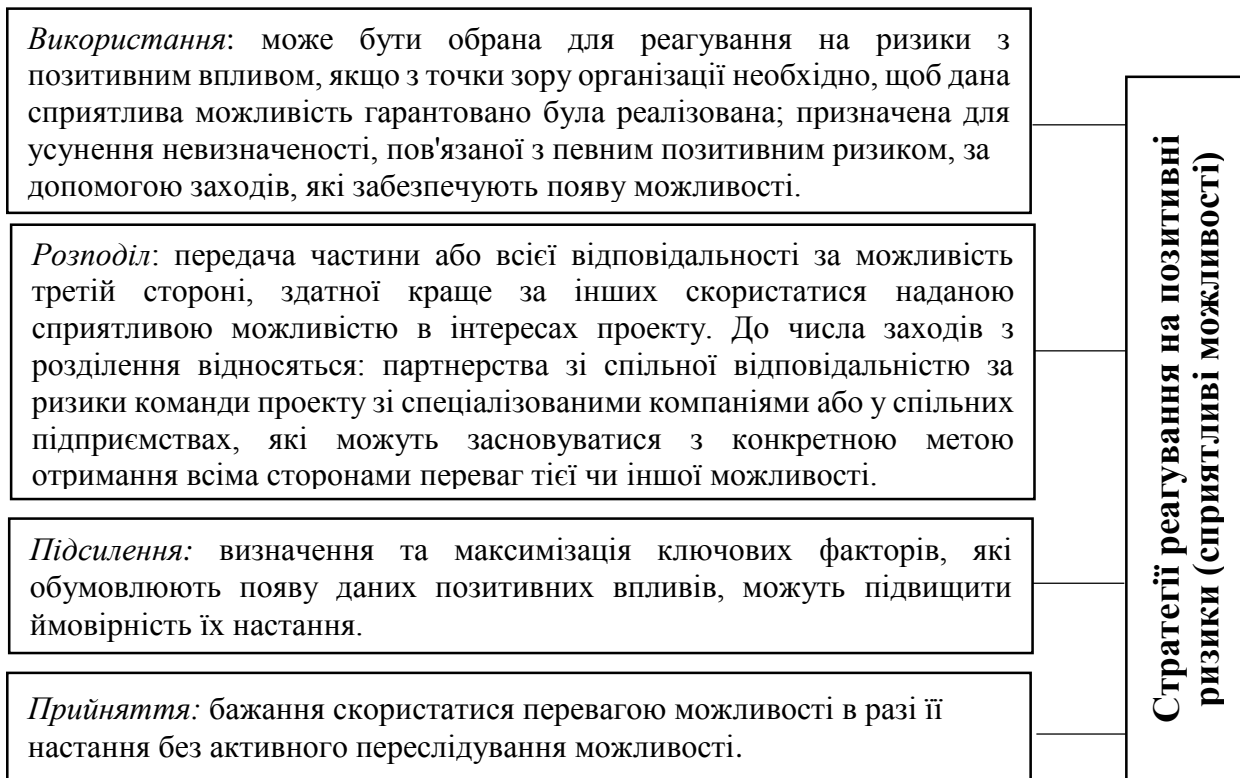 Використання: може бути обрана для реагування на ризики з
позитивним впливом, якщо з точки зору організації необхідно, щоб дана
сприятлива можливість гарантовано була реалізована; призначена для
усунення невизначеності, пов'язаної з певним позитивним ризиком, за
допомогою заходів, які забезпечують появу можливості.
Розподіл: передача частини або всієї відповідальності за можливість
третій стороні, здатної краще за інших скористатися наданою
сприятливою можливістю в інтересах проекту. До числа заходів з
розділення відносяться: партнерства зі спільної відповідальністю за
ризики команди проекту зі спеціалізованими компаніями або у спільних
підприємствах, які можуть засновуватися з конкретною метою
отримання всіма сторонами переваг тієї чи іншої можливості.
Підсилення: визначення та максимізація ключових факторів, які
обумовлюють появу даних позитивних впливів, можуть підвищити
ймовірність їх настання.
Прийняття: бажання скористатися перевагою можливості в разі її
настання без активного переслідування можливості.
Стратегії реагування на позитивні
ризики (сприятливі можливості)